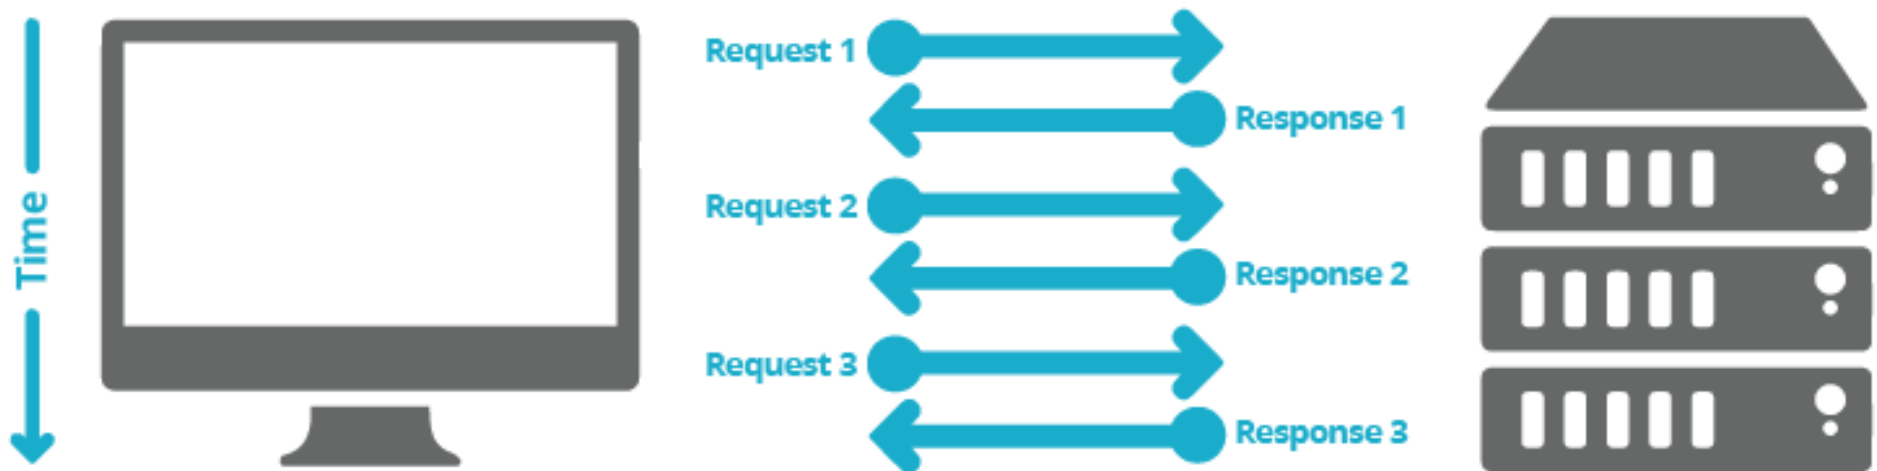 Time
Request 1
Response 1
Request 2
Response 2
Request 3
Response 3